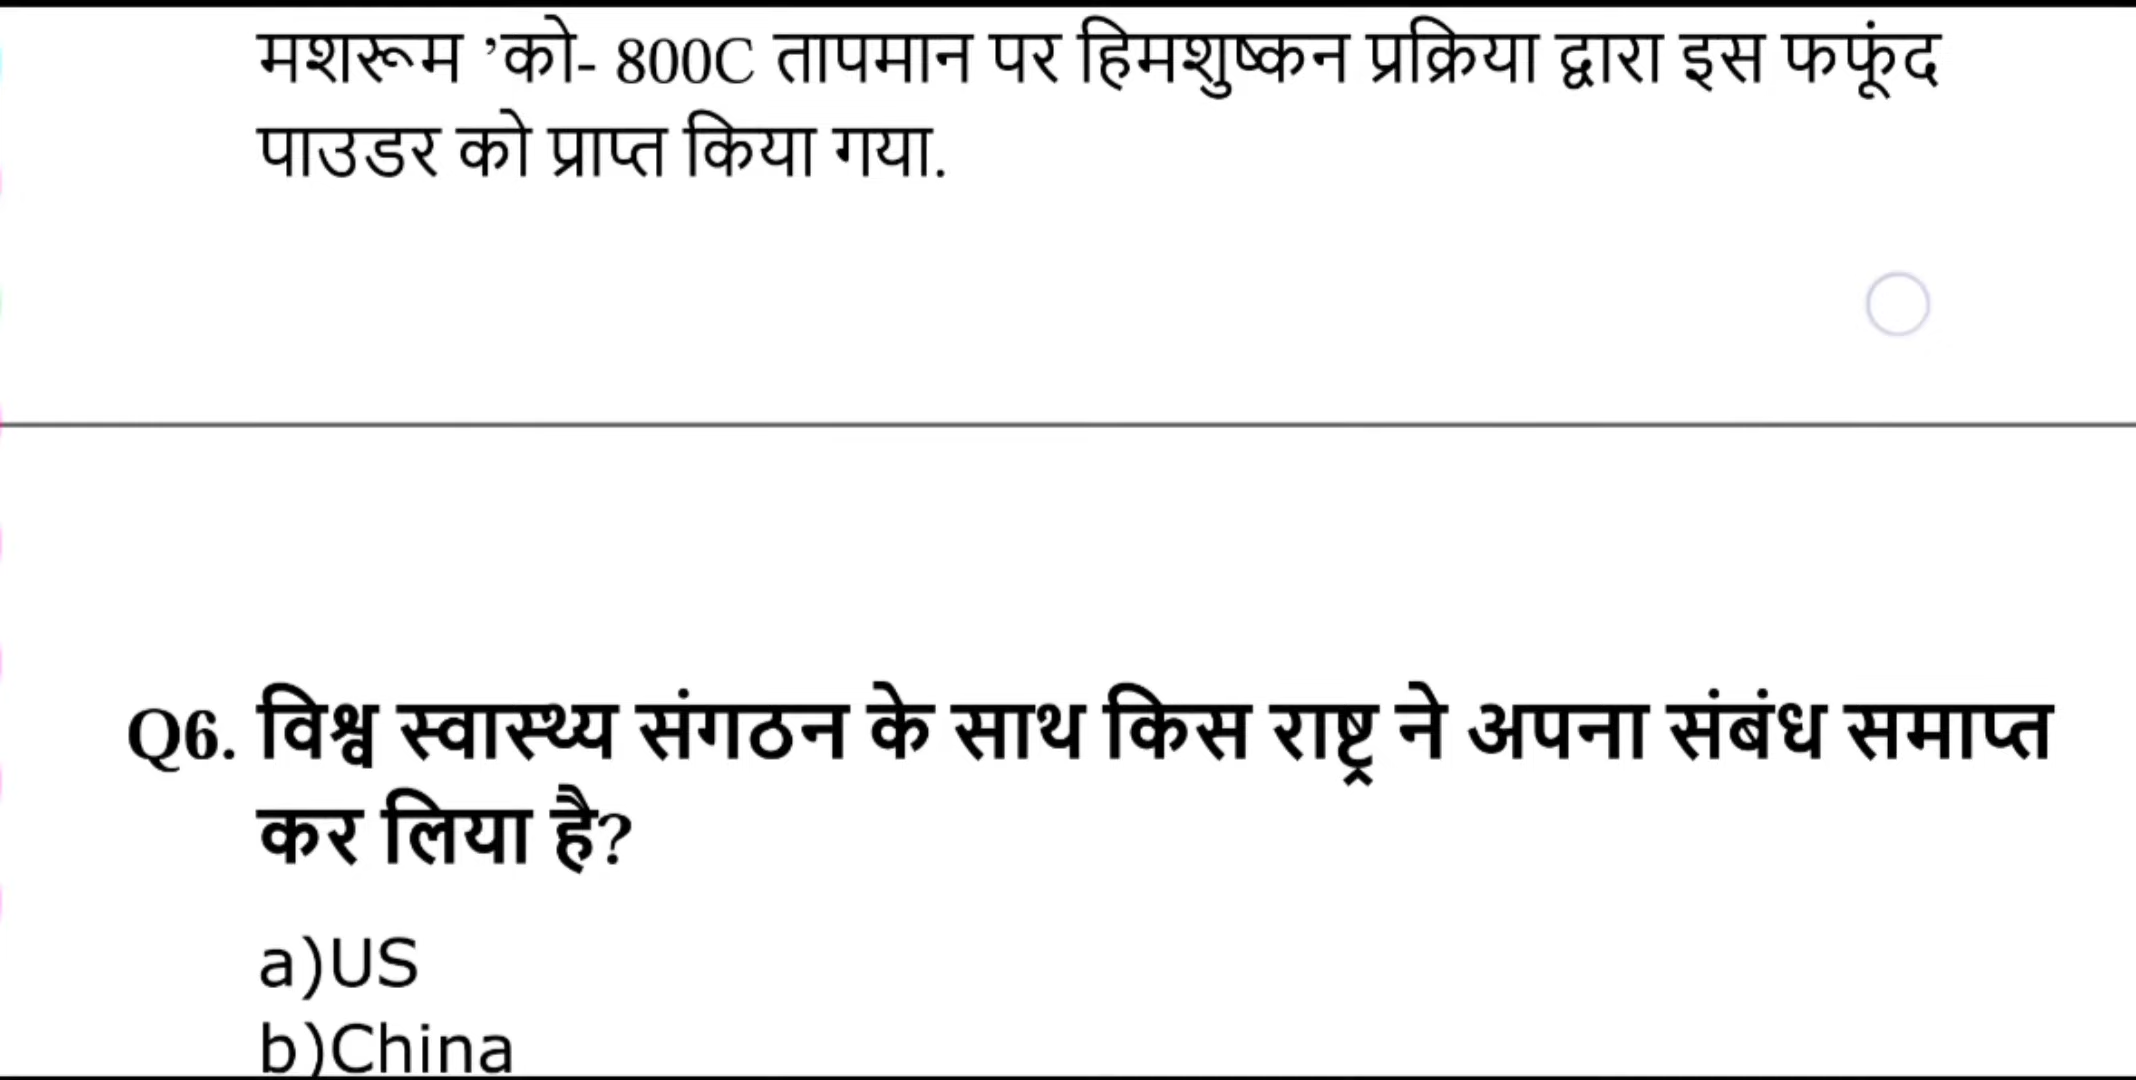 मशरूम ’को- 800C तापमान पर हिमशुष्कन प्रक्रिया द्वारा इस फफूंद
पाउडर को प्राप्त किया गया.
Q6. विश्व स्वास्थ्य संगठन के साथ किस राष्ट्र ने अपना संबंध समाप्त
कर लिया है?
a)US
b)China